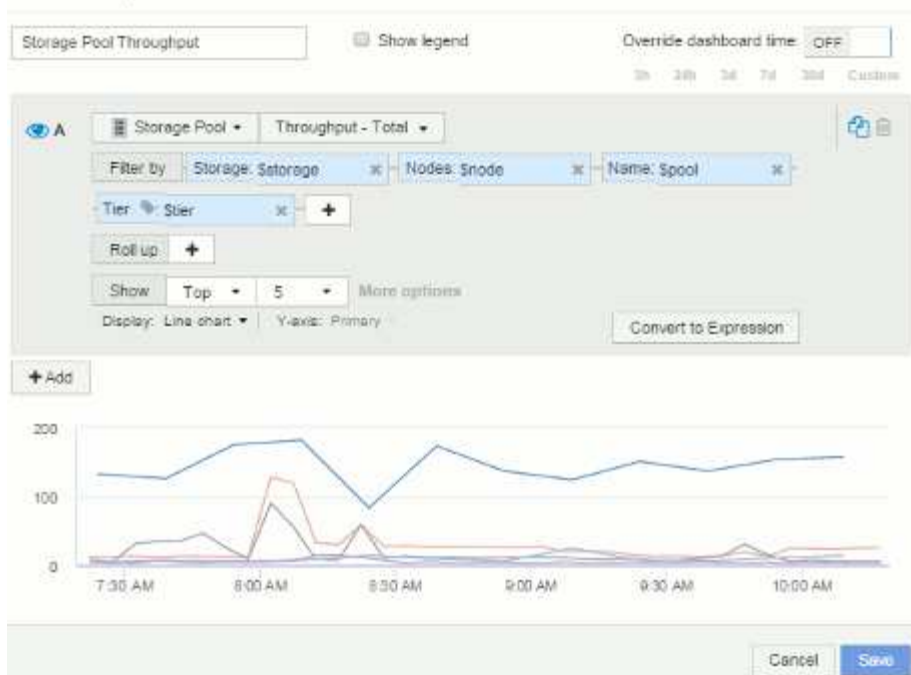 Storage Pool Throughput Show legend Override dashboard time: OFF
3h 24h 3d 7d 30d Custom
A Storage Pool Throughput - Total
Filter by Storage: $storage Nodes: $node Name: $pool
Tier $tier +
Roll up +
Show Top 5 More options
Display: Line chart Y-axis: Primary Convert to Expression
+ Add
200
100
0
7:30 AM 8:00 AM 8:30 AM 9:00 AM 9:30 AM 10:00 AM
Cancel Save